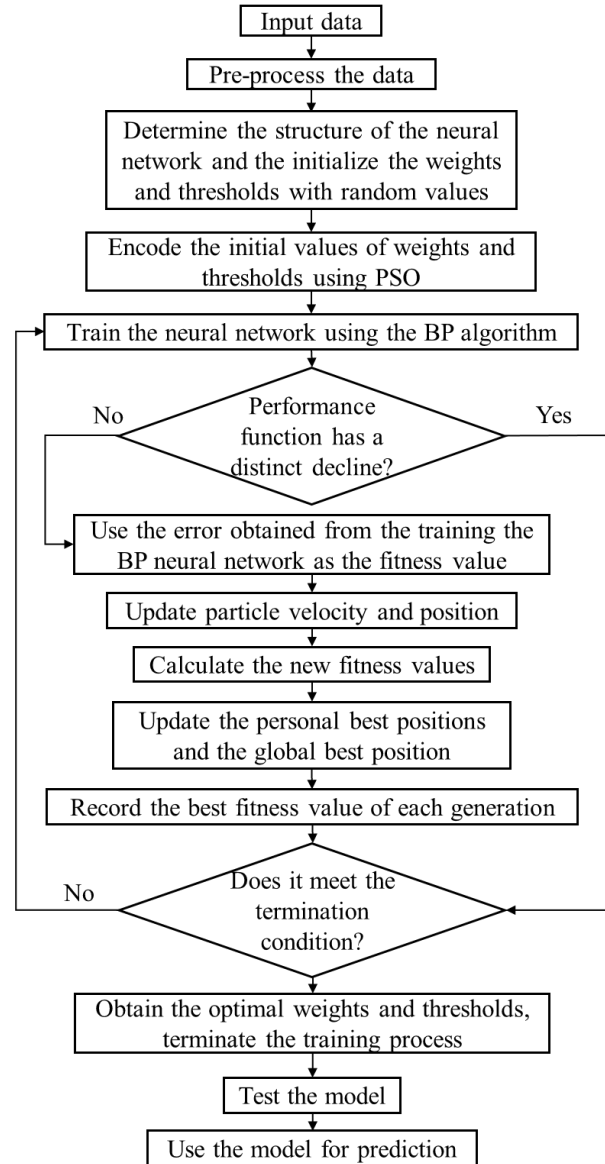 Input data
Pre-process the data
Determine the structure of the neural
network and the initialize the weights
and thresholds with random values
Encode the initial values of weights and
thresholds using PSO
Train the neural network using the BP algorithm
No
Performance
function has a
distinct decline?
Yes
Use the error obtained from the training the
BP neural network as the fitness value
Update particle velocity and position
Calculate the new fitness values
Update the personal best positions
and the global best position
Record the best fitness value of each generation
No
Does it meet the
termination
condition?
Obtain the optimal weights and thresholds,
terminate the training process
Test the model
Use the model for prediction